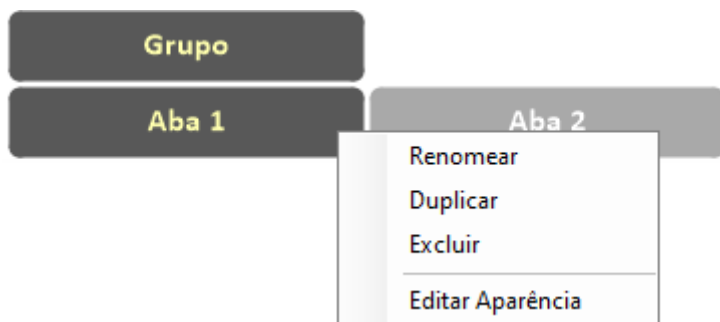 Grupo
Aba 1
Aba 2
Renomear
Duplicar
Excluir
Editar Aparência